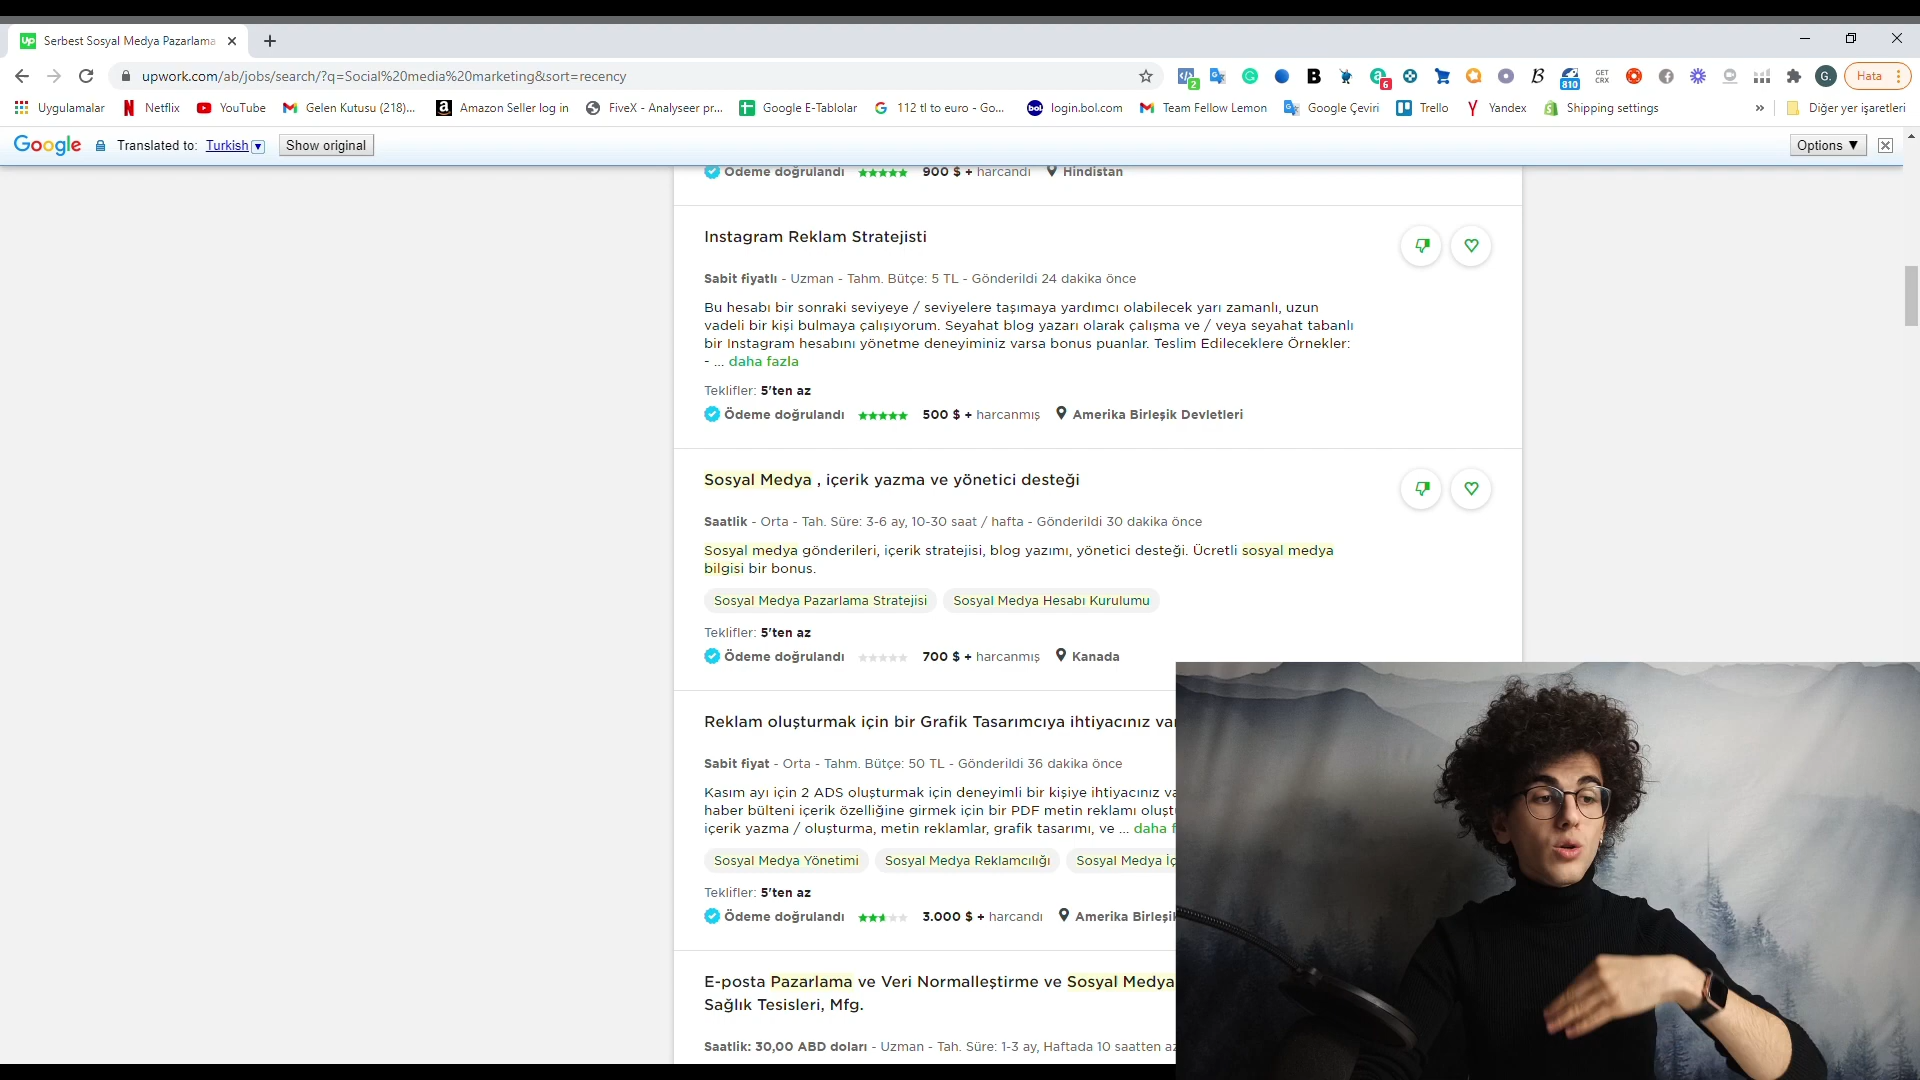 Serbest Sosyal Medya Pazarlama
upwork.com/ab/jobs/search/?q=Social%20media%20marketing&sort=recency
2
6
810
GET CRX
G.
Hata
Uygulamalar
Netflix
YouTube
Gelen Kutusu (218)...
Amazon Seller log in
FiveX - Analyseer pr...
Google E-Tablolar
112 tl to euro - Go...
login.bol.com
Team Fellow Lemon
Google Çeviri
Trello
Yandex
Shipping settings
»
Diğer yer işaretleri
Google Translated to: Turkish Show original Options ▼
Ödeme doğrulandı 900 $ + harcandı Hindistan
Instagram Reklam Stratejisti
Sabit fiyatlı - Uzman - Tahm. Bütçe: 5 TL - Gönderildi 24 dakika önce
Bu hesabı bir sonraki seviyeye / seviyelere taşımaya yardımcı olabilecek yarı zamanlı, uzun
vadeli bir kişi bulmaya çalışıyorum. Seyahat blog yazarı olarak çalışma ve / veya seyahat tabanlı
bir Instagram hesabını yönetme deneyiminiz varsa bonus puanlar. Teslim Edileceklere Örnekler:
- ... daha fazla
Teklifler: 5'ten az
Ödeme doğrulandı 500 $ + harcanmış Amerika Birleşik Devletleri
Sosyal Medya , içerik yazma ve yönetici desteği
Saatlik - Orta - Tah. Süre: 3-6 ay, 10-30 saat / hafta - Gönderildi 30 dakika önce
Sosyal medya gönderileri, içerik stratejisi, blog yazımı, yönetici desteği. Ücretli sosyal medya
bilgisi bir bonus.
Sosyal Medya Pazarlama Stratejisi Sosyal Medya Hesabı Kurulumu
Teklifler: 5'ten az
Ödeme doğrulandı 700 $ + harcanmış Kanada
Reklam oluşturmak için bir Grafik Tasarımcıya ihtiyacınız va
Sabit fiyat - Orta - Tahm. Bütçe: 50 TL - Gönderildi 36 dakika önce
Kasım ayı için 2 ADS oluşturmak için deneyimli bir kişiye ihtiyacınız va
haber bülteni içerik özelliğine girmek için bir PDF metin reklamı oluşt
içerik yazma / oluşturma, metin reklamlar, grafik tasarımı, ve ... daha f
Sosyal Medya Yönetimi Sosyal Medya Reklamcılığı Sosyal Medya İç
Teklifler: 5'ten az
Ödeme doğrulandı 3.000 $ + harcandı Amerika Birleşik
E-posta Pazarlama ve Veri Normalleştirme ve Sosyal Medya
Sağlık Tesisleri, Mfg.
Saatlik: 30,00 ABD doları - Uzman - Tah. Süre: 1-3 ay, Haftada 10 saatten az